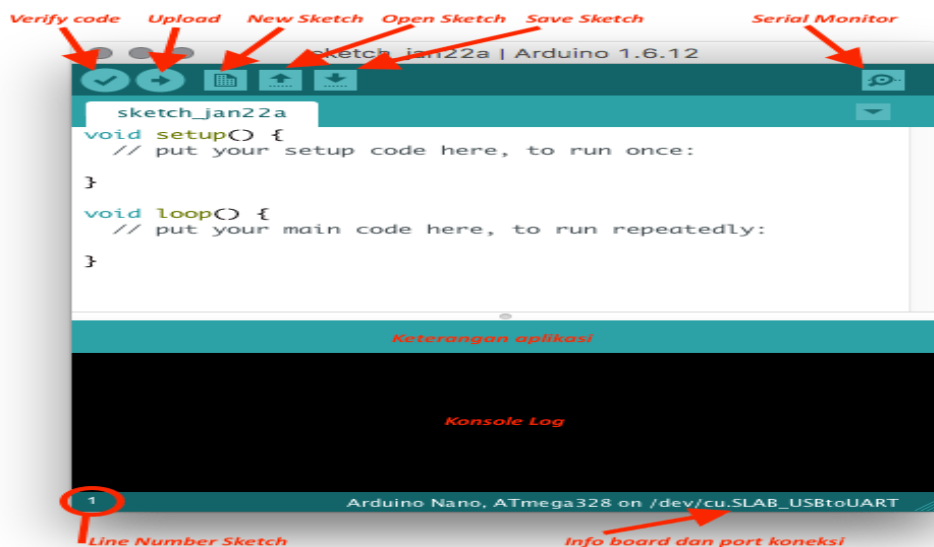 Verify code Upload New Sketch Open Sketch Save Sketch Serial Monitor
sketch_jan22a | Arduino 1.6.12
sketch_jan22a
void setup() {
// put your setup code here, to run once:
}
void loop() {
// put your main code here, to run repeatedly:
}
Keterangan aplikasi
Konsole Log
1 Arduino Nano, ATmega328 on /dev/cu.SLAB_USBtoUART
Line Number Sketch Info board dan port koneksi